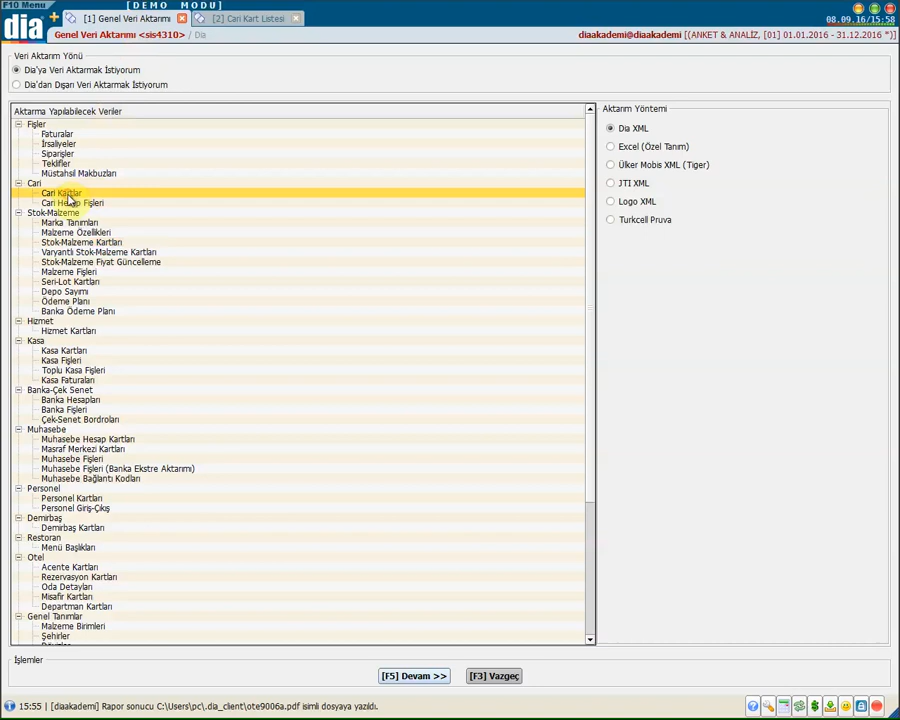 F10 Menu
[ D E M O   M O D U ]
dia
[1] Genel Veri Aktarımı
[2] Cari Kart Listesi
08.09.16/15:58
Genel Veri Aktarımı <sis4310> / Dia
diaakademi@diaakademi [(ANKET & ANALİZ, [01] 01.01.2016 - 31.12.2016 *)]
Veri Aktarım Yönü
Dia'ya Veri Aktarmak İstiyorum
Dia'dan Dışarı Veri Aktarmak İstiyorum
Aktarma Yapılabilecek Veriler
Fişler
Faturalar
İrsaliyeler
Siparişler
Teklifler
Müstahsil Makbuzları
Cari
Cari Kartlar
Cari Hesap Fişleri
Stok-Malzeme
Marka Tanımları
Malzeme Özellikleri
Stok-Malzeme Kartları
Varyantlı Stok-Malzeme Kartları
Stok-Malzeme Fiyat Güncelleme
Malzeme Fişleri
Seri-Lot Kartları
Depo Sayımı
Ödeme Planı
Banka Ödeme Planı
Hizmet
Hizmet Kartları
Kasa
Kasa Kartları
Kasa Fişleri
Toplu Kasa Fişleri
Kasa Faturaları
Banka-Çek Senet
Banka Hesapları
Banka Fişleri
Çek-Senet Bordroları
Muhasebe
Muhasebe Hesap Kartları
Masraf Merkezi Kartları
Muhasebe Fişleri
Muhasebe Fişleri (Banka Ekstre Aktarımı)
Muhasebe Bağlantı Kodları
Personel
Personel Kartları
Personel Giriş-Çıkış
Demirbaş
Demirbaş Kartları
Restoran
Menü Başlıkları
Otel
Acente Kartları
Rezervasyon Kartları
Oda Detayları
Misafir Kartları
Departman Kartları
Genel Tanımlar
Malzeme Birimleri
Şehirler
Aktarım Yöntemi
Dia XML
Excel (Özel Tanım)
Ülker Mobis XML (Tiger)
JTI XML
Logo XML
Turkcell Pruva
İşlemler
[F5] Devam >>
[F3] Vazgeç
15:55 | [diaakademi] Rapor sonucu C:\Users\pc\.dia_client\ote9006a.pdf isimli dosyaya yazıldı.